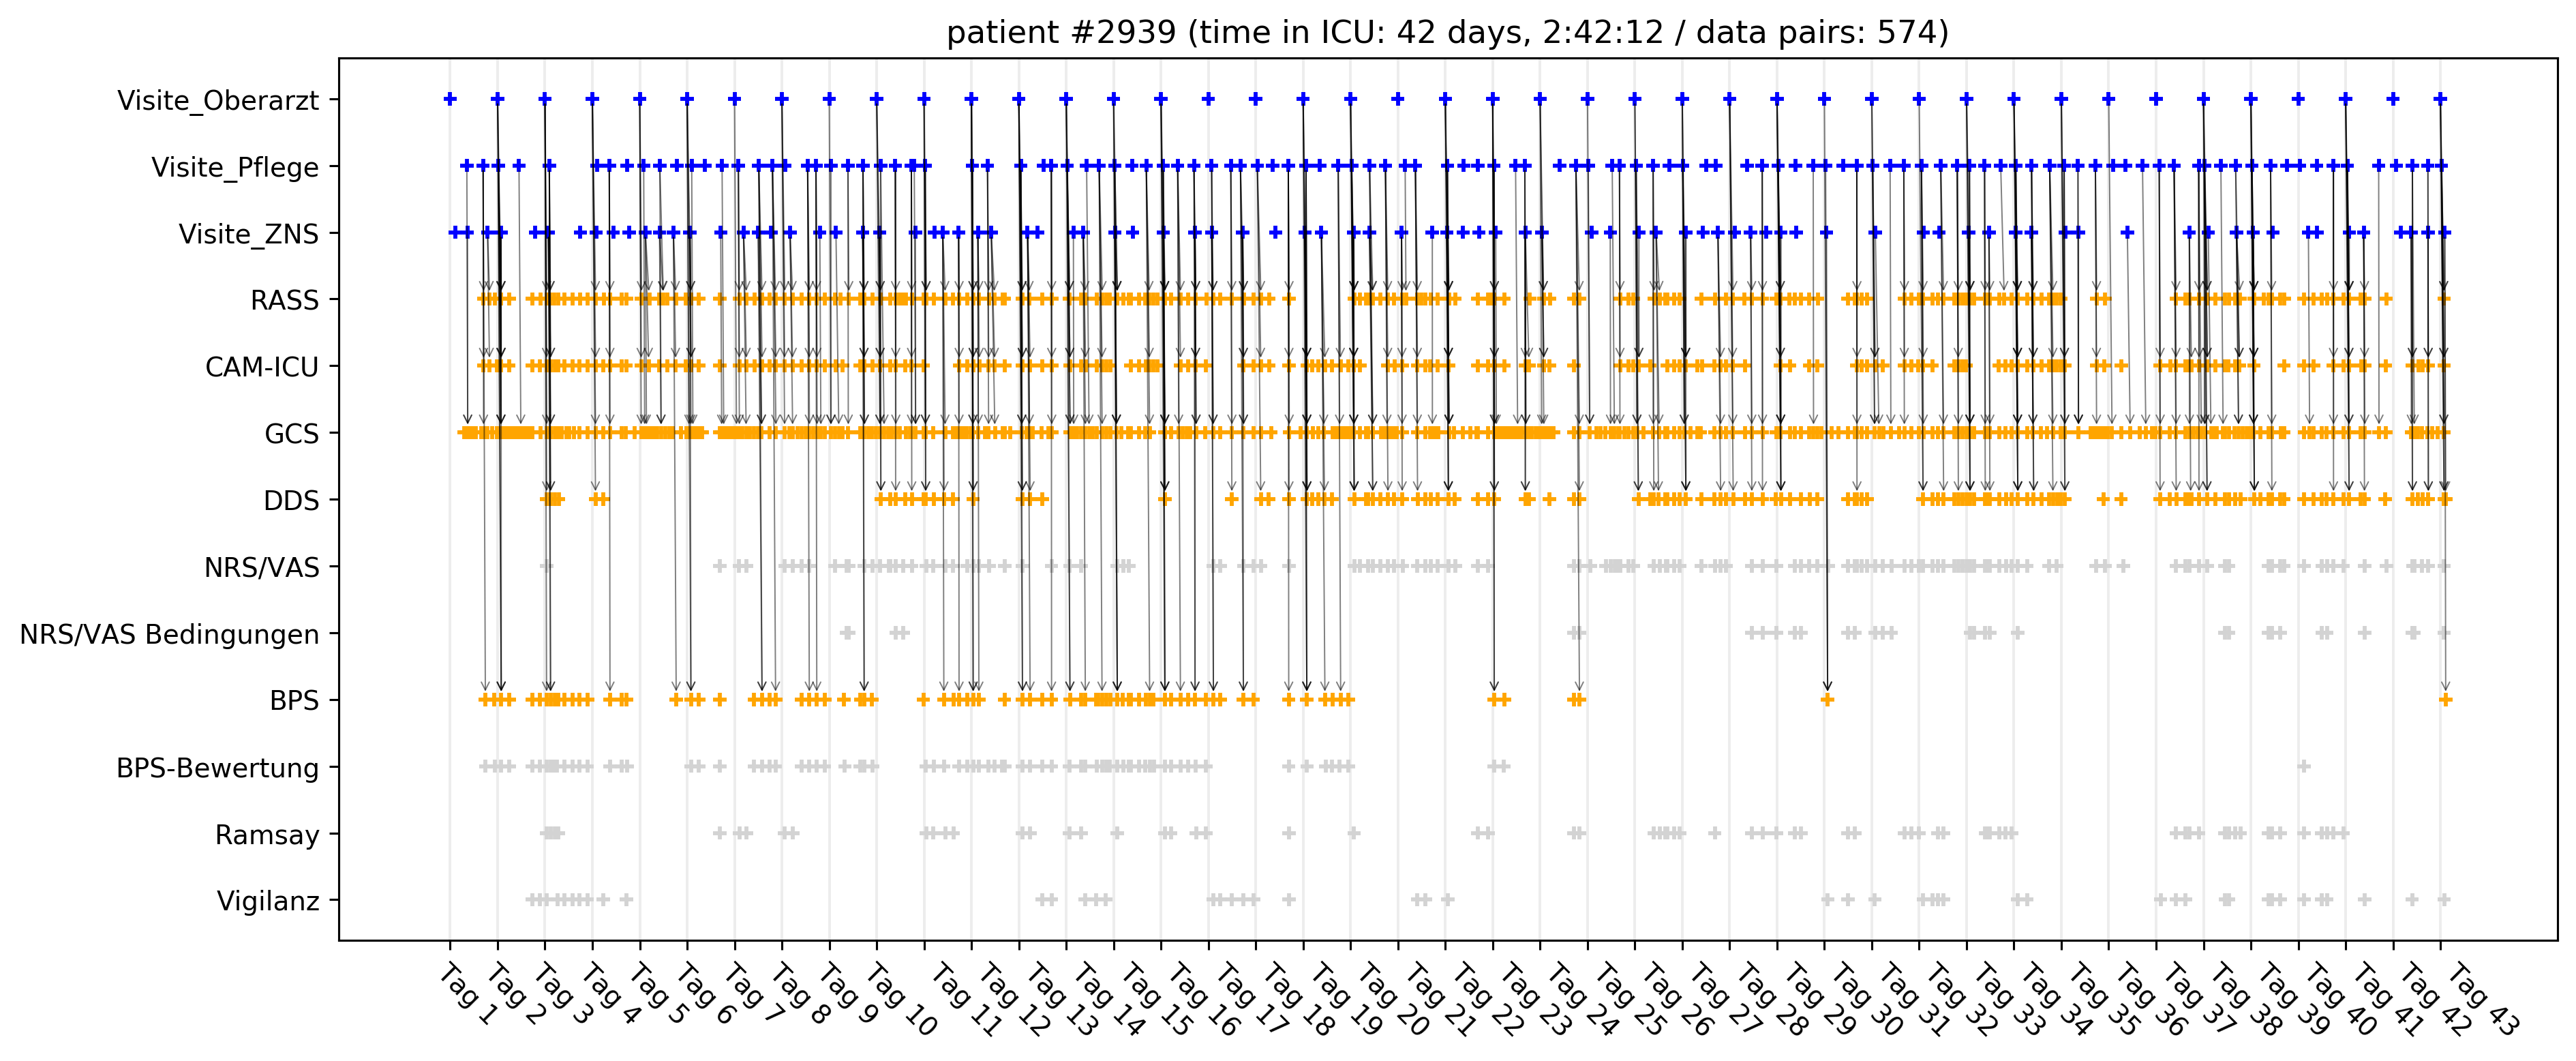 patient #2939 (time in ICU: 42 days, 2:42:12 / data pairs: 574)
Visite_Oberarzt
Visite_Pflege
Visite_ZNS
RASS
CAM-ICU
GCS
DDS
NRS/VAS
NRS/VAS Bedingungen
BPS
BPS-Bewertung
Ramsay
Vigilanz
Tag 1
Tag 2
Tag 3
Tag 4
Tag 5
Tag 6
Tag 7
Tag 8
Tag 9
Tag 10
Tag 11
Tag 12
Tag 13
Tag 14
Tag 15
Tag 16
Tag 17
Tag 18
Tag 19
Tag 20
Tag 21
Tag 22
Tag 23
Tag 24
Tag 25
Tag 26
Tag 27
Tag 28
Tag 29
Tag 30
Tag 31
Tag 32
Tag 33
Tag 34
Tag 35
Tag 36
Tag 37
Tag 38
Tag 39
Tag 40
Tag 41
Tag 42
Tag 43